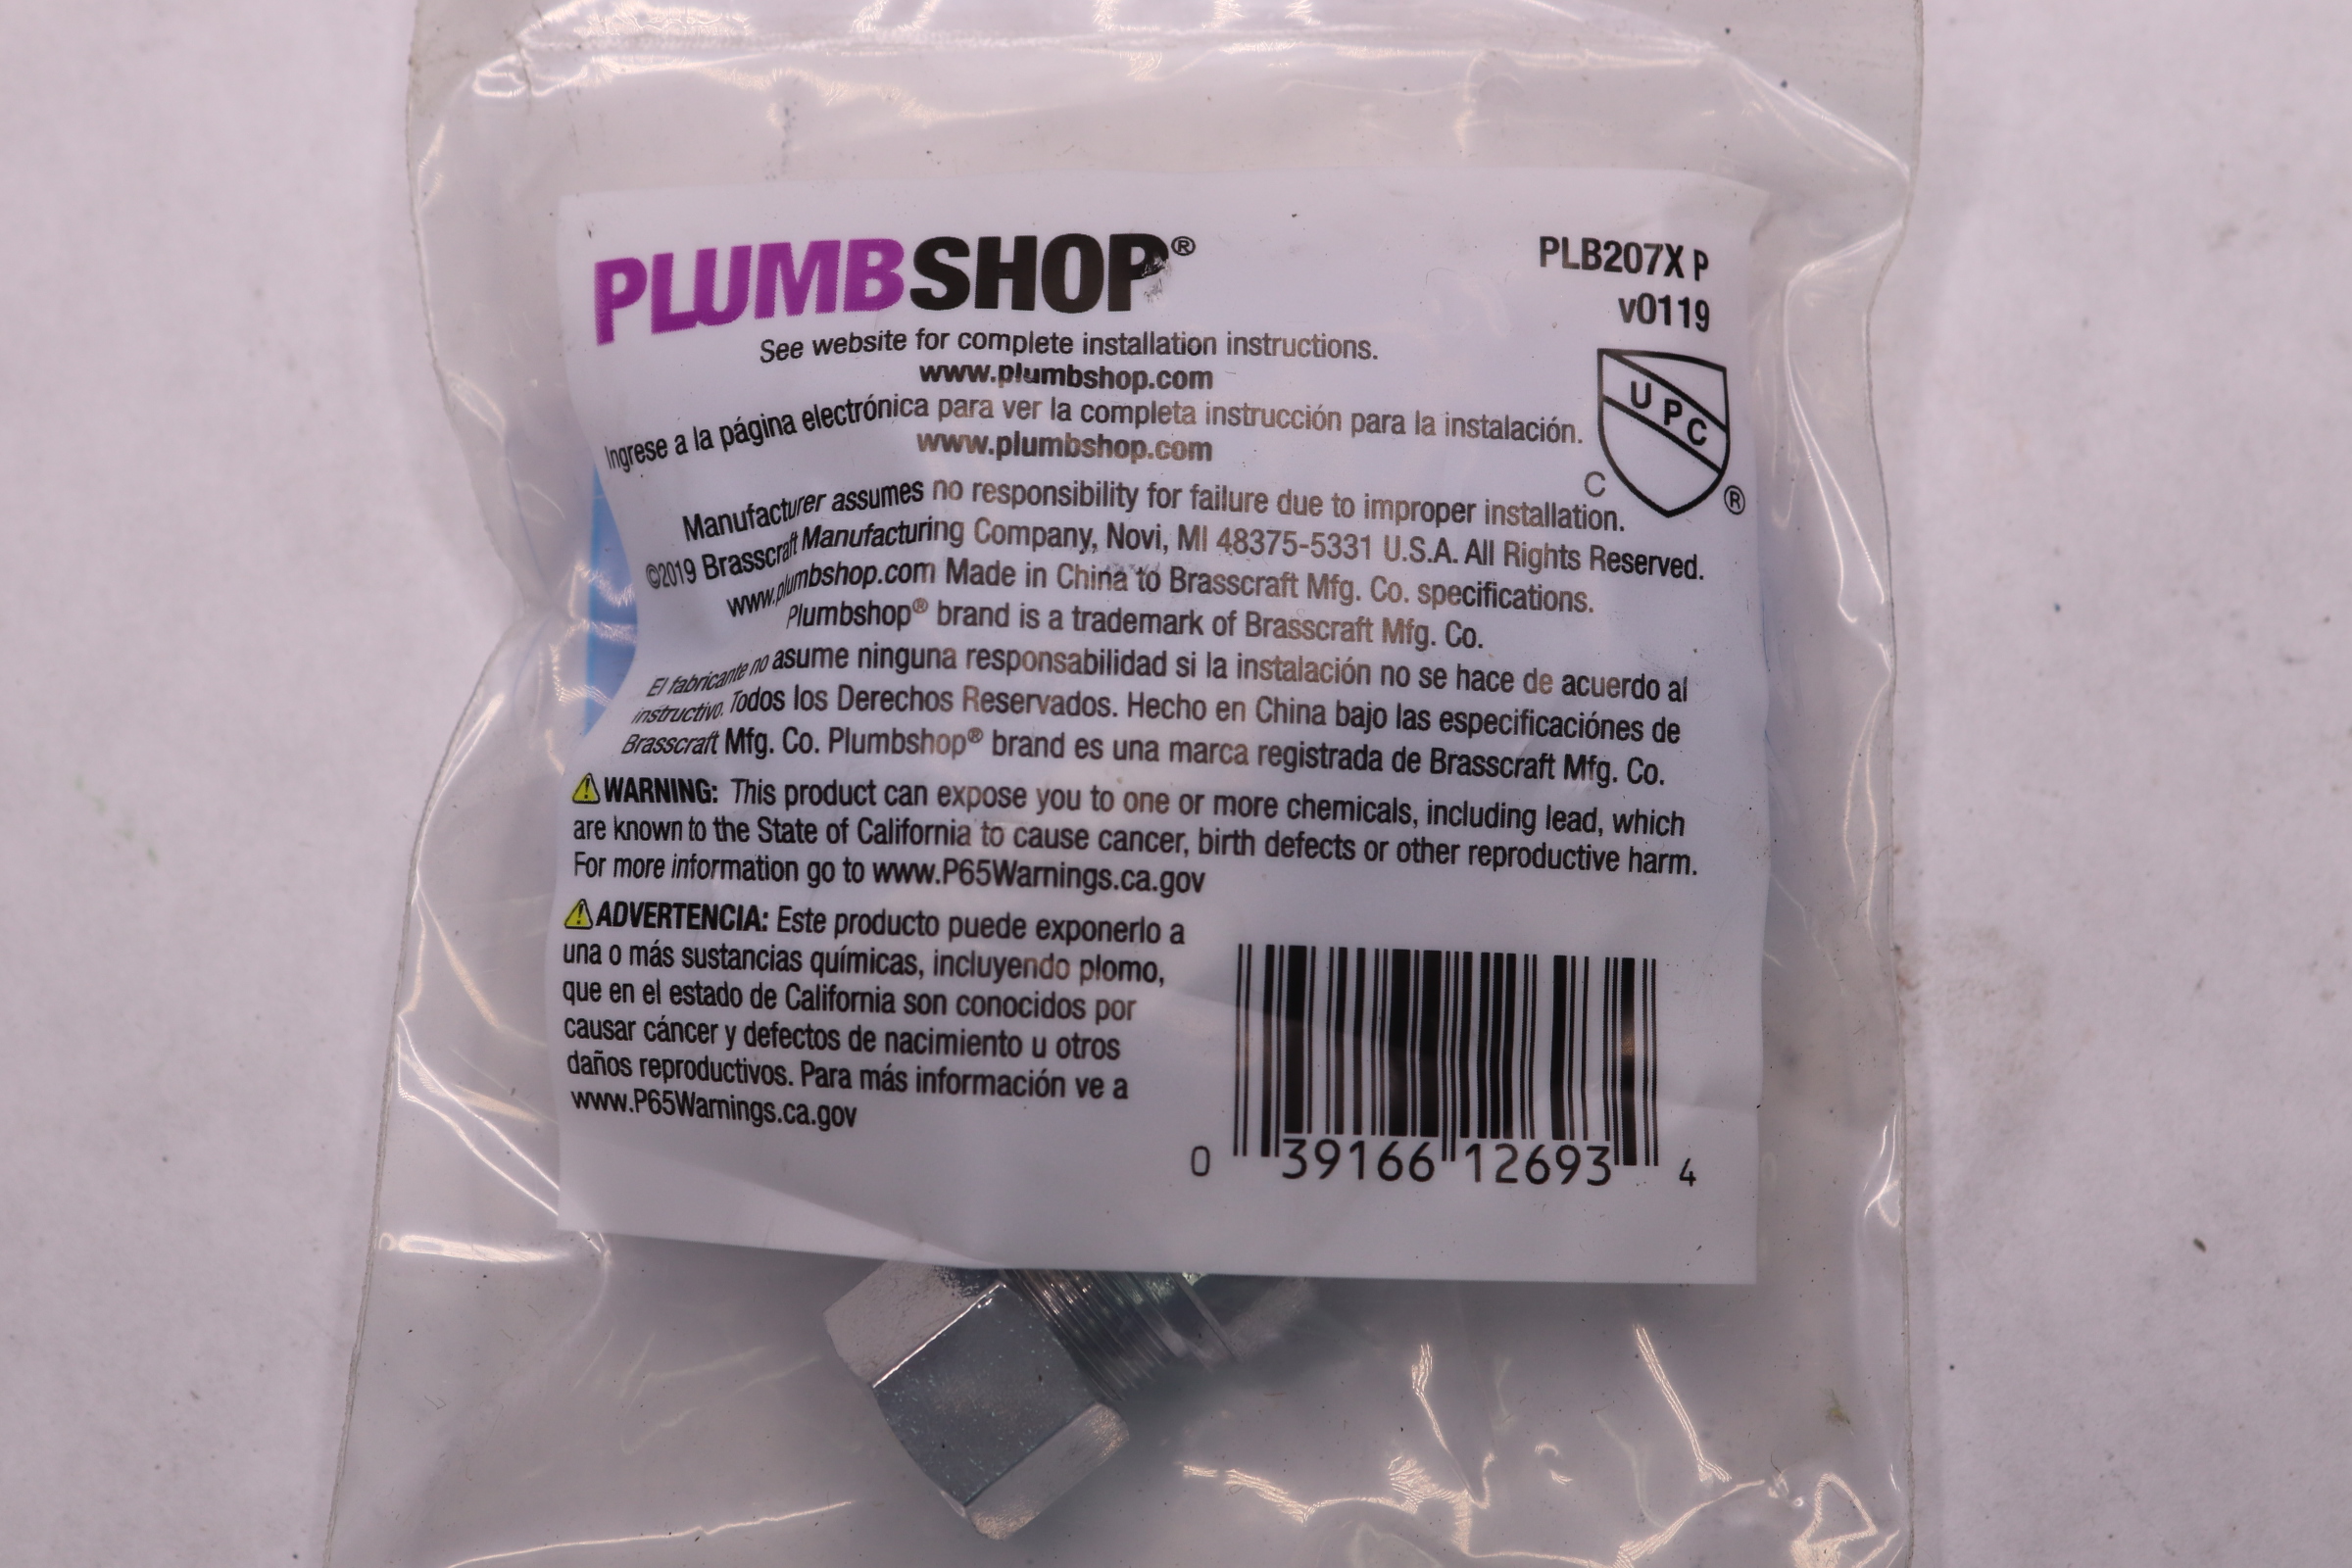 PLUMBSHOP®
PLB207X P
v0119
See website for complete installation instructions.
www.plumbshop.com
Ingrese a la página electrónica para ver la completa instrucción para la instalación.
www.plumbshop.com
UPC
C
®
Manufacturer assumes no responsibility for failure due to improper installation.
©2019 Brasscraft Manufacturing Company, Novi, MI 48375-5331 U.S.A. All Rights Reserved.
www.plumbshop.com Made in China to Brasscraft Mfg. Co. specifications.
Plumbshop® brand is a trademark of Brasscraft Mfg. Co.
El fabricante no asume ninguna responsabilidad si la instalación no se hace de acuerdo al
instructivo. Todos los Derechos Reservados. Hecho en China bajo las especificaciónes de
Brasscraft Mfg. Co. Plumbshop® brand es una marca registrada de Brasscraft Mfg. Co.
WARNING: This product can expose you to one or more chemicals, including lead, which
are known to the State of California to cause cancer, birth defects or other reproductive harm.
For more information go to www.P65Warnings.ca.gov
ADVERTENCIA: Este producto puede exponerlo a
una o más sustancias químicas, incluyendo plomo,
que en el estado de California son conocidos por
causar cáncer y defectos de nacimiento u otros
daños reproductivos. Para más información ve a
www.P65Warnings.ca.gov
0 39166 12693 4